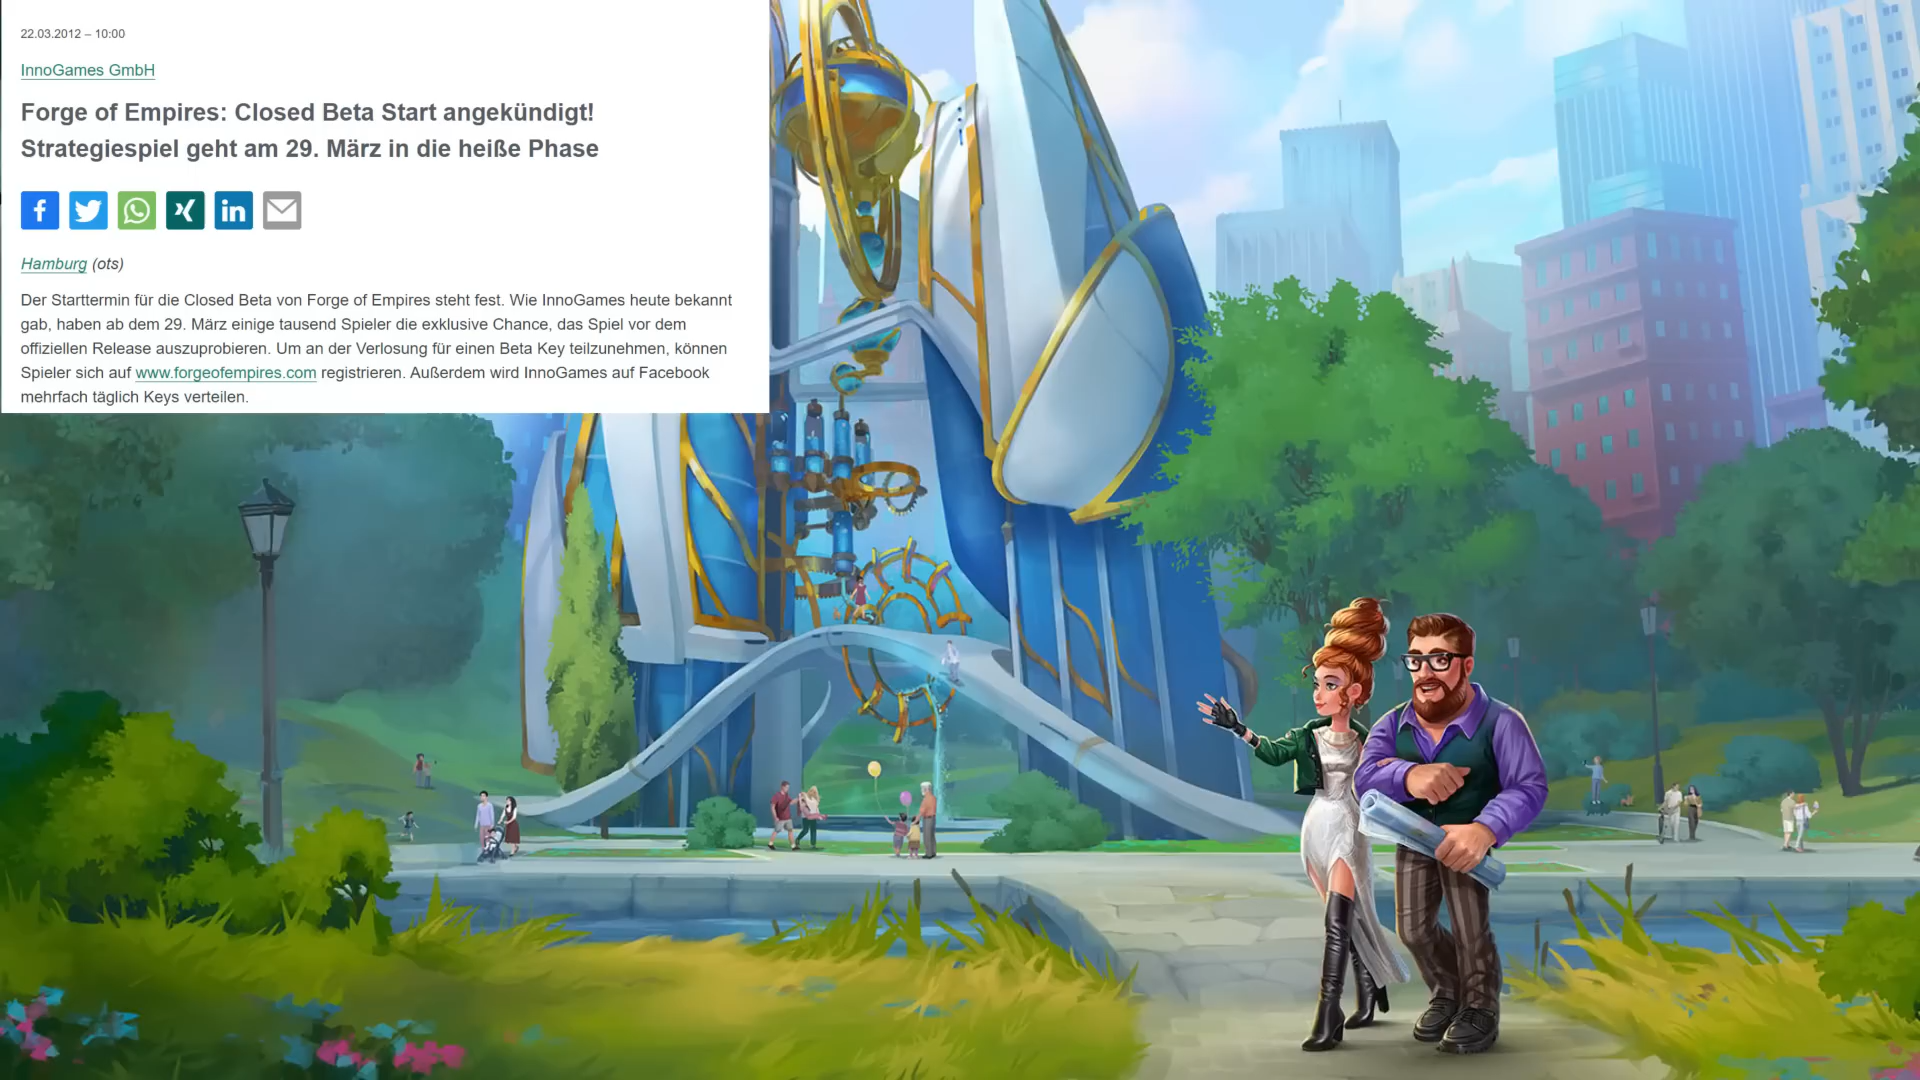 22.03.2012 – 10:00
InnoGames GmbH
Forge of Empires: Closed Beta Start angekündigt!
Strategiespiel geht am 29. März in die heiße Phase
Hamburg (ots)
Der Starttermin für die Closed Beta von Forge of Empires steht fest. Wie InnoGames heute bekannt
gab, haben ab dem 29. März einige tausend Spieler die exklusive Chance, das Spiel vor dem
offiziellen Release auszuprobieren. Um an der Verlosung für einen Beta Key teilzunehmen, können
Spieler sich auf www.forgeofempires.com registrieren. Außerdem wird InnoGames auf Facebook
mehrfach täglich Keys verteilen.